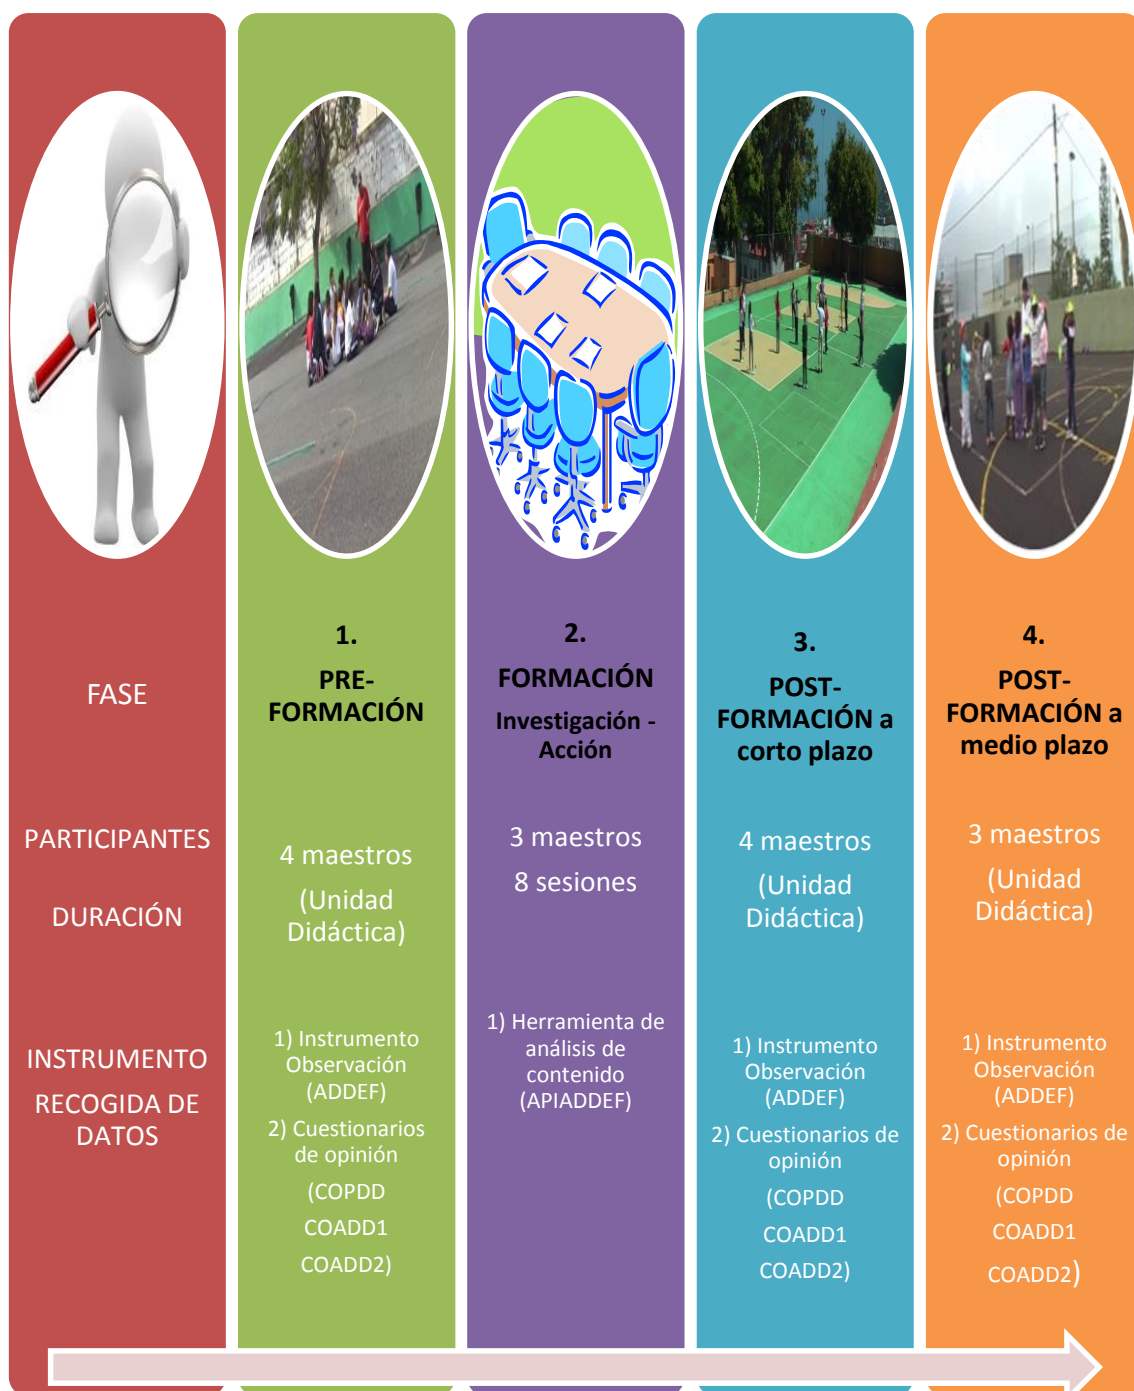 FASE
PARTICIPANTES
DURACIÓN
INSTRUMENTO
RECOGIDA DE
DATOS
1.
PRE-
FORMACIÓN
4 maestros
(Unidad
Didáctica)
1) Instrumento
Observación
(ADDEF)
2) Cuestionarios
de opinión
(COPDD
COADD1
COADD2)
2.
FORMACIÓN
Investigación -
Acción
3 maestros
8 sesiones
1) Herramienta de
análisis de
contenido
(APIADDEF)
3.
POST-
FORMACIÓN a
corto plazo
4 maestros
(Unidad
Didáctica)
1) Instrumento
Observación
(ADDEF)
2) Cuestionarios de
opinión
(COPDD
COADD1
COADD2)
4.
POST-
FORMACIÓN a
medio plazo
3 maestros
(Unidad
Didáctica)
1) Instrumento
Observación
(ADDEF)
2) Cuestionarios de
opinión
(COPDD
COADD1
COADD2)